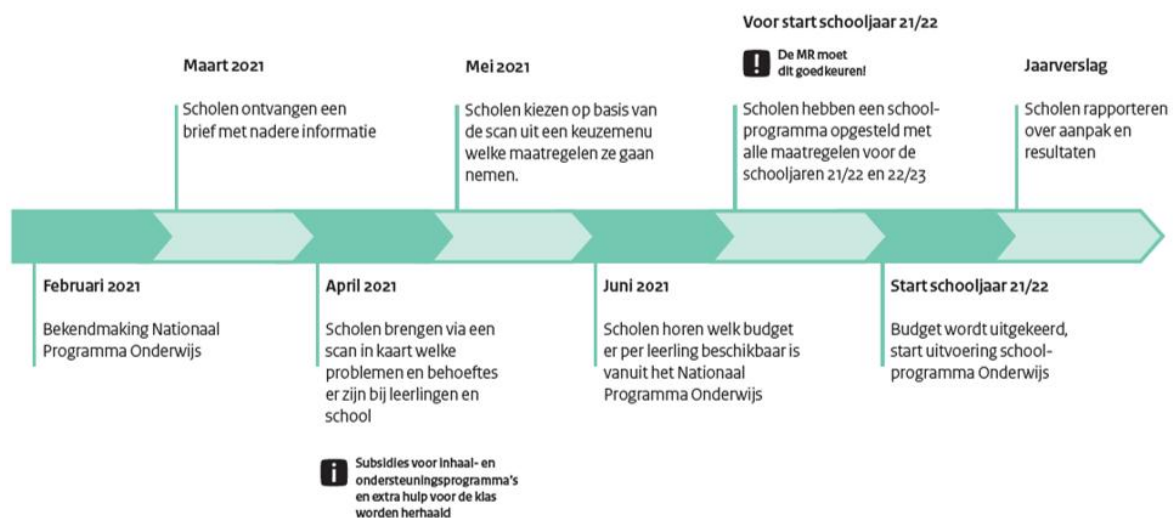 Voor start schooljaar 21/22
!
De MR moet
dit goedkeuren!
Maart 2021
Mei 2021
Jaarverslag
Scholen ontvangen een
brief met nadere informatie
Scholen kiezen op basis van
de scan uit een keuzemenu
welke maatregelen ze gaan
nemen.
Scholen hebben een school-
programma opgesteld met
alle maatregelen voor de
schooljaren 21/22 en 22/23
Scholen rapporteren
over aanpak en
resultaten
Februari 2021
Bekendmaking Nationaal
Programma Onderwijs
April 2021
Scholen brengen via een
scan in kaart welke
problemen en behoeftes
er zijn bij leerlingen en
school
i
Subsidies voor inhaal- en
ondersteuningsprogramma's
en extra hulp voor de klas
worden herhaald
Juni 2021
Scholen horen welk budget
er per leerling beschikbaar is
vanuit het Nationaal
Programma Onderwijs
Start schooljaar 21/22
Budget wordt uitgekeerd,
start uitvoering school-
programma Onderwijs